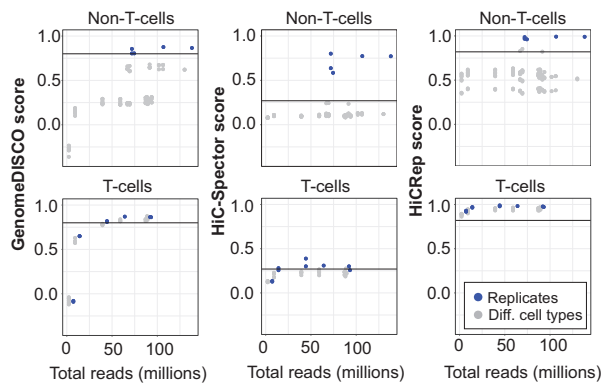 Non-T-cells
Non-T-cells
Non-T-cells
GenomeDISCO score
1.0
0.5
0.0
HiC-Spector score
1.0
0.5
0.0
HiCRep score
1.0
0.5
0.0
T-cells
T-cells
T-cells
1.0
0.5
0.0
1.0
0.5
0.0
1.0
0.5
0.0
Replicates
Diff. cell types
0 50 100
0 50 100
0 50 100
Total reads (millions)
Total reads (millions)
Total reads (millions)